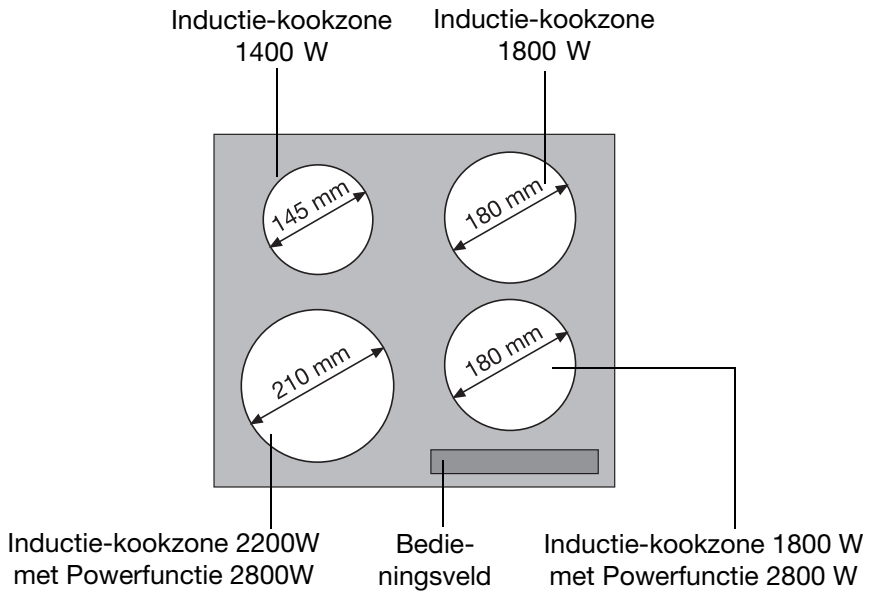 Inductie-kookzone
1400 W
Inductie-kookzone
1800 W
145 mm
180 mm
210 mm
180 mm
Inductie-kookzone 2200W
met Powerfunctie 2800W
Bedie-
ningsveld
Inductie-kookzone 1800 W
met Powerfunctie 2800 W